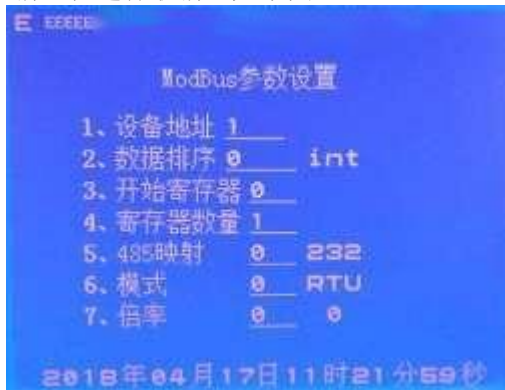 E EEEEE
ModBus参数设置
1、设备地址 1
2、数据排序 0 int
3、开始寄存器 0
4、寄存器数量 1
5、485映射 0 232
6、模式 0 RTU
7、倍率 0 0
2018年04月17日11时21分59秒